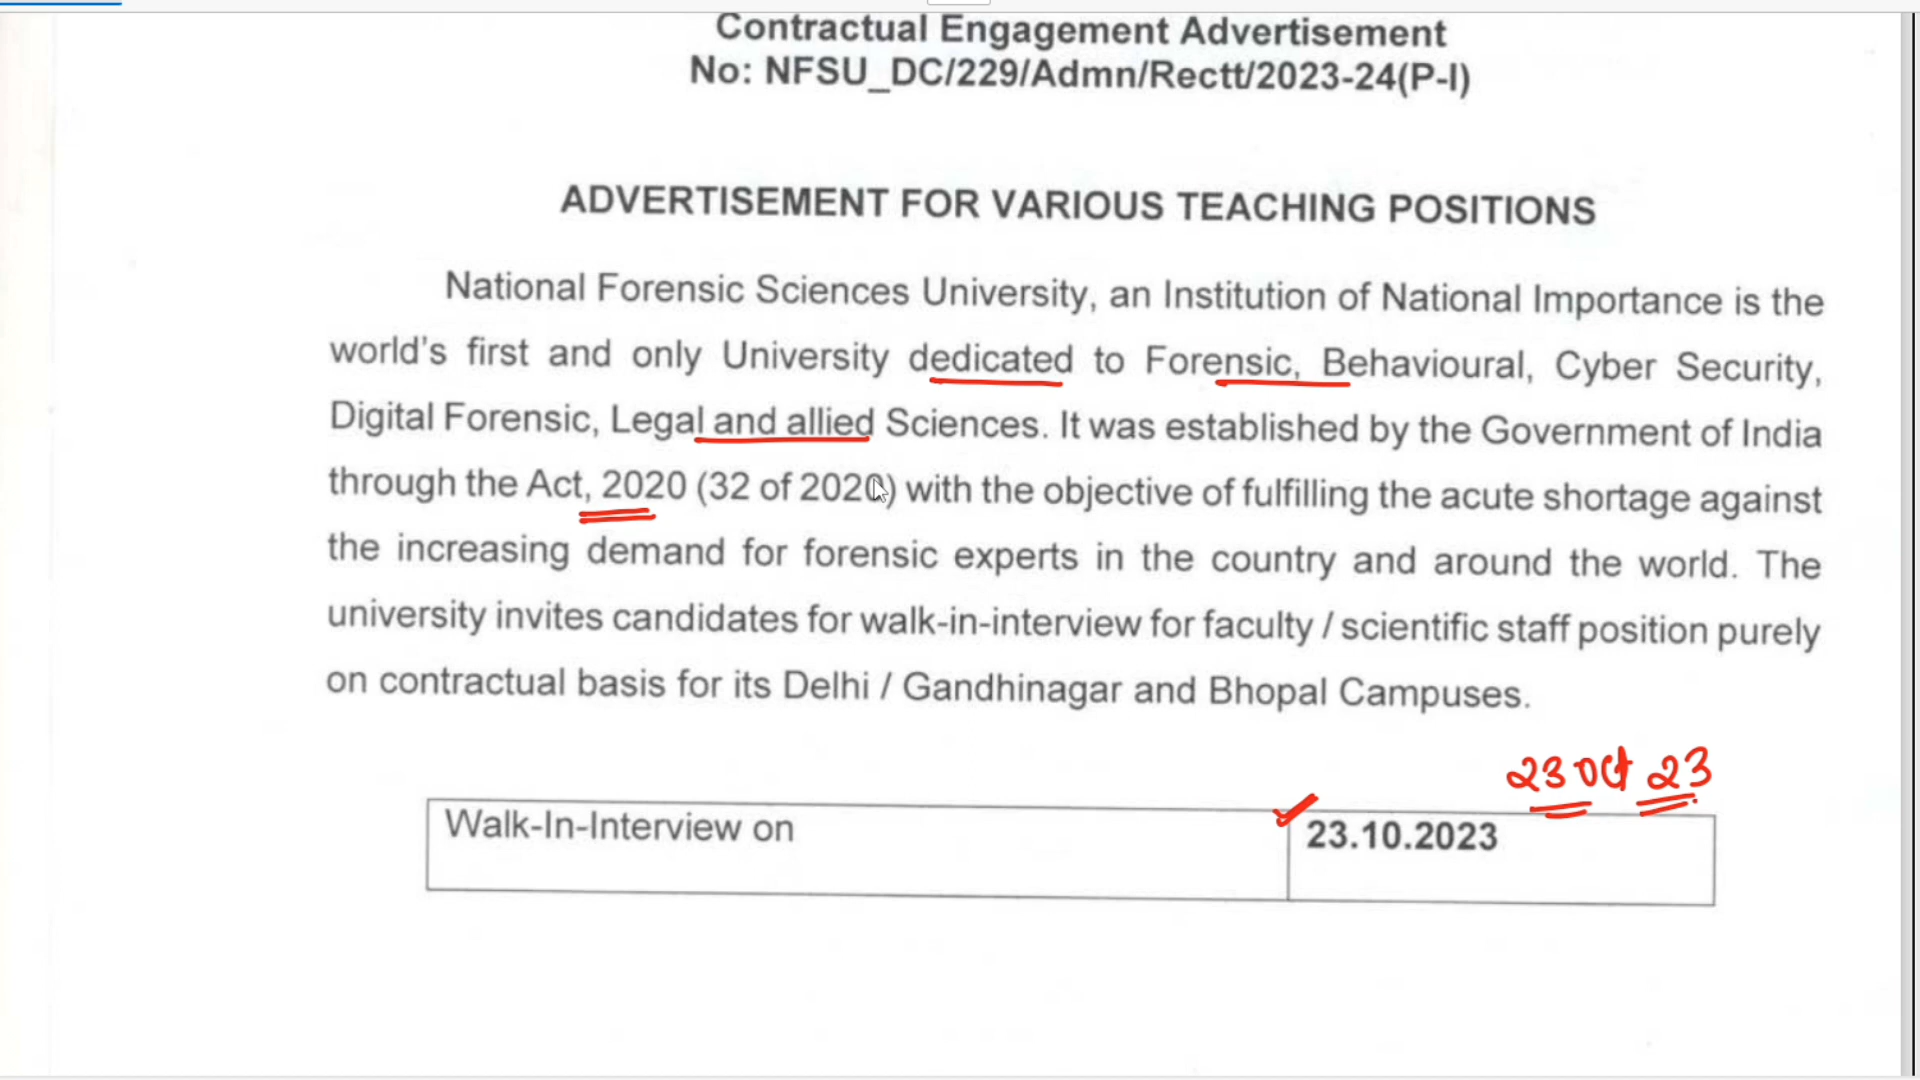 Contractual Engagement Advertisement
No: NFSU_DC/229/Admn/Rectt/2023-24(P-I)
ADVERTISEMENT FOR VARIOUS TEACHING POSITIONS
National Forensic Sciences University, an Institution of National Importance is the
world's first and only University dedicated to Forensic, Behavioural, Cyber Security,
Digital Forensic, Legal and allied Sciences. It was established by the Government of India
through the Act, 2020 (32 of 2020) with the objective of fulfilling the acute shortage against
the increasing demand for forensic experts in the country and around the world. The
university invites candidates for walk-in-interview for faculty / scientific staff position purely
on contractual basis for its Delhi / Gandhinagar and Bhopal Campuses.
23 Oct 23
Walk-In-Interview on 23.10.2023